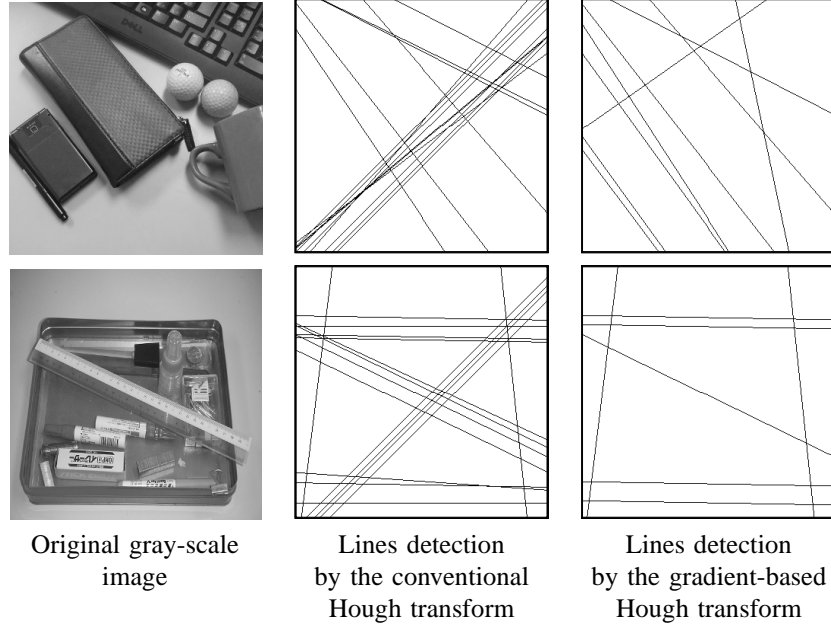 DELL
Original gray-scale
image
Lines detection
by the conventional
Hough transform
Lines detection
by the gradient-based
Hough transform